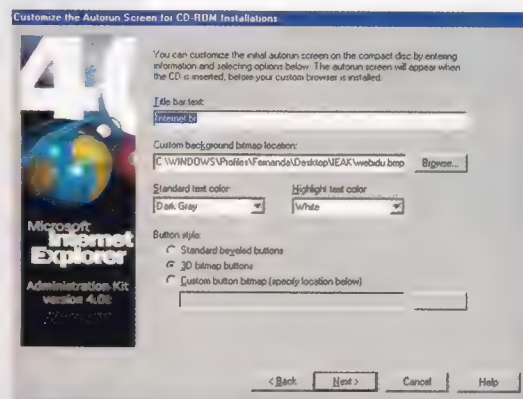 Customize the Autorun Screen for CD-ROM Installations
4.0
Microsoft
Internet
Explorer
Administration Kit
You can customize the initial autorun screen on the compact disc by entering
information and selecting options below. The autorun screen will appear when
the CD is inserted, before your custom browser is installed.
Title bar text:
Internet br
Custom background bitmap location:
C:\WINDOWS\Profiles\Fernanda\Desktop\IEAK\webdu.bmp
Browse...
Standard text color
Highlight text color
Dark Gray
White
Button style:
Standard beveled buttons
3D bitmap buttons
Custom button bitmap (specify location below)
< Back
Next >
Cancel
Help